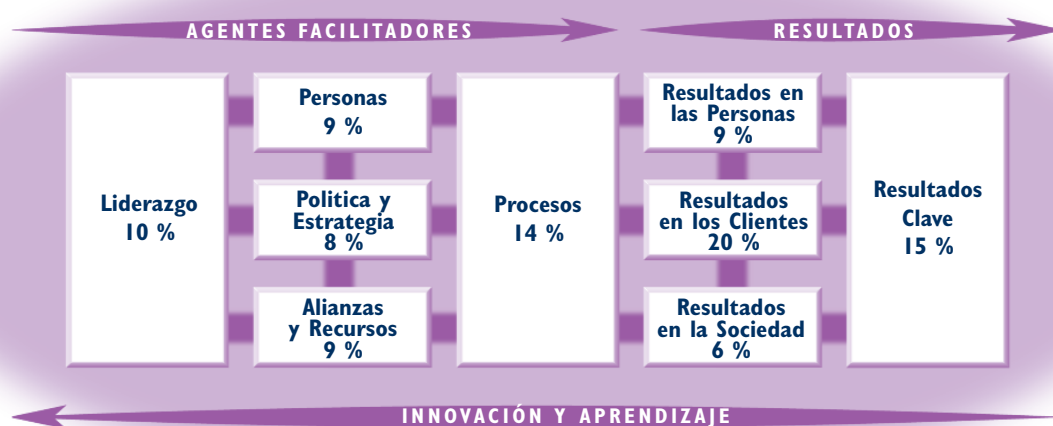 AGENTES FACILITADORES
RESULTADOS
Liderazgo
10 %
Personas
9 %
Politica y
Estrategia
8 %
Alianzas
y Recursos
9 %
Procesos
14 %
Resultados en
las Personas
9 %
Resultados
en los Clientes
20 %
Resultados
en la Sociedad
6 %
Resultados
Clave
15 %
INNOVACIÓN Y APRENDIZAJE